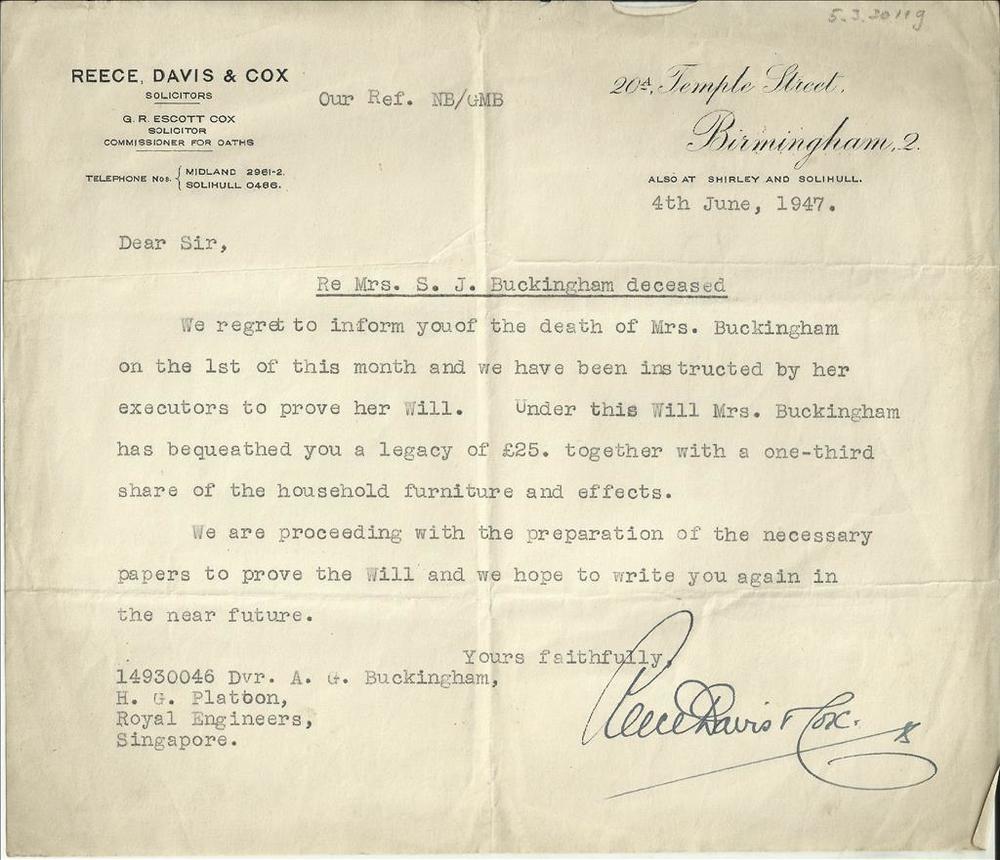 5.3.20119
REECE, DAVIS & COX
SOLICITORS
G. R. ESCOTT COX
SOLICITOR
COMMISSIONER FOR OATHS
TELEPHONE Nos. { MIDLAND 2961-2.
SOLIHULL 0466.
Our Ref. NB/GMB
20A, Temple Street,
Birmingham, 2.
ALSO AT SHIRLEY AND SOLIHULL.
4th June, 1947.
Dear Sir,
Re Mrs. S. J. Buckingham deceased
We regret to inform you of the death of Mrs. Buckingham
on the 1st of this month and we have been instructed by her
executors to prove her Will. Under this Will Mrs. Buckingham
has bequeathed you a legacy of £25. together with a one-third
share of the household furniture and effects.
We are proceeding with the preparation of the necessary
papers to prove the Will and we hope to write you again in
the near future.
Yours faithfully,
Reece Davis & Cox.
14930046 Dvr. A. G. Buckingham,
H. G. Platoon,
Royal Engineers,
Singapore.